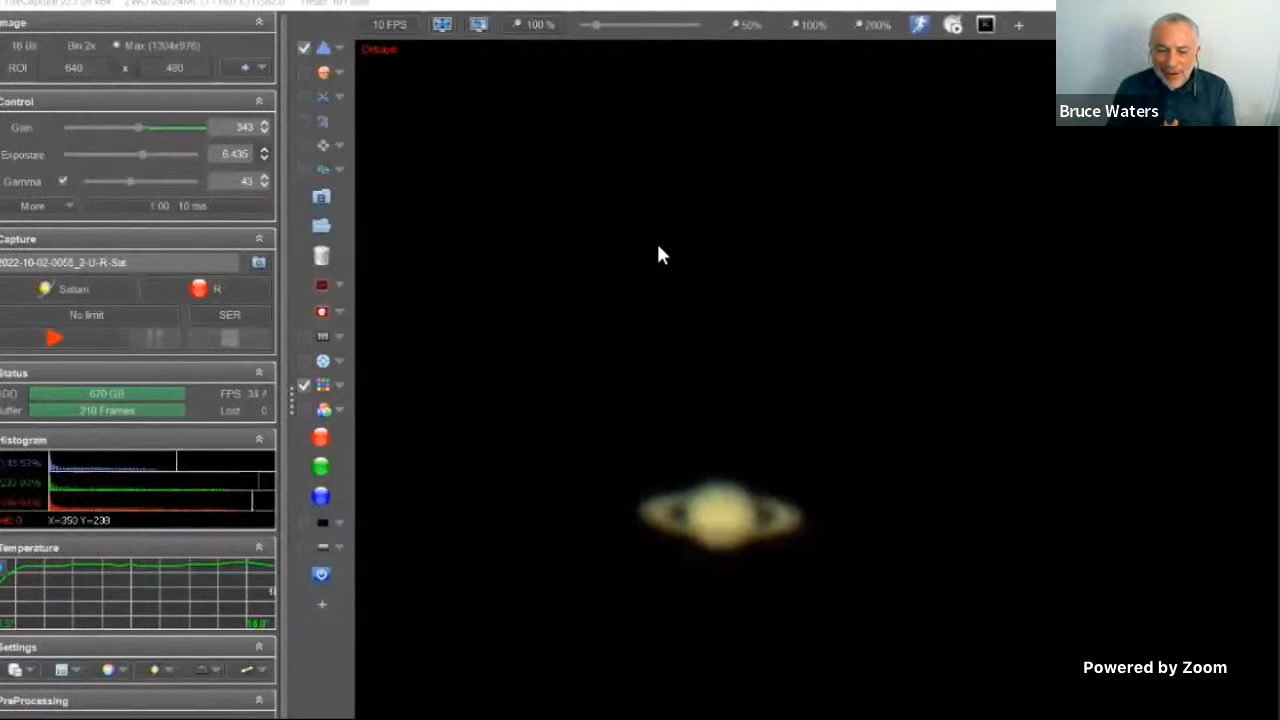 Image
10 FPS
100 %
50%
100%
200%
16 Bit Bin 2x Max (1304x976)
ROI 640 x 480
Debayer
Control
Gain 343
Exposure 6.435
Gamma 43
More 1.00 - 10 ms
Capture
2022-10-02-0055_2-U-R-Sat
Saturn R
No limit SER
Status
670 GB FPS
uffer 210 Frames Lost 0
Histogram
X=353 Y=238
Temperature
Settings
PreProcessing
Bruce Waters
Powered by Zoom